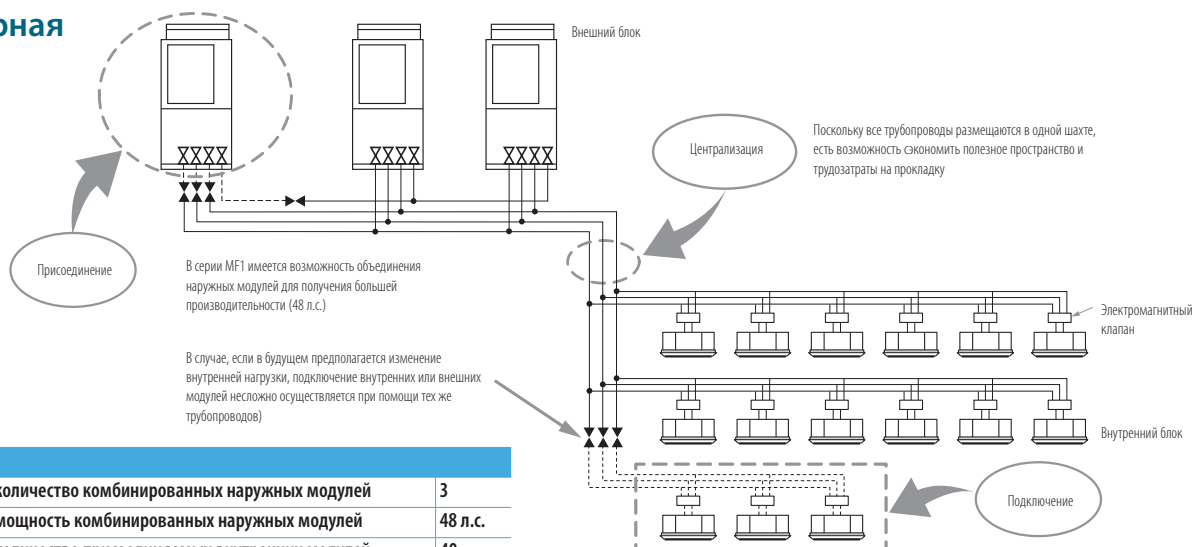 рная
Внешний блок
Централизация
Поскольку все трубопроводы размещаются в одной шахте,
есть возможность сэкономить полезное пространство и
трудозатраты на прокладку
Присоединение
В серии MF1 имеется возможность объединения
наружных модулей для получения большей
производительности (48 л.с.)
Электромагнитный
клапан
В случае, если в будущем предполагается изменение
внутренней нагрузки, подключение внутренних или внешних
модулей несложно осуществляется при помощи тех же
трубопроводов)
Внутренний блок
Подключение
количество комбинированных наружных модулей 3
мощность комбинированных наружных модулей 48 л.с.